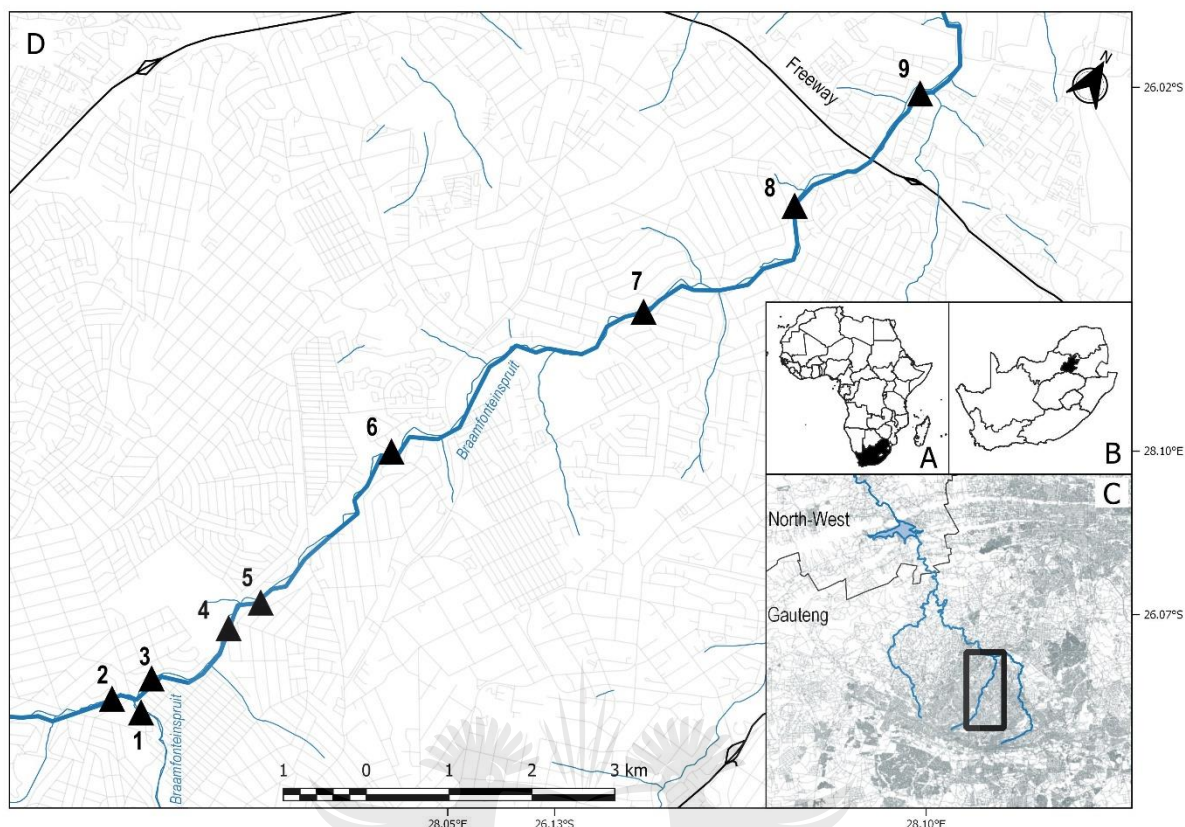 D
Freeway
N
9
26.02°S
8
7
Braamfonteinspruit
6
A
B
28.10°E
C
North-West
Gauteng
5
4
26.07°S
3
2
1
Braamfonteinspruit
1 0 1 2 3 km
28.05°E 26.13°S 28.10°E